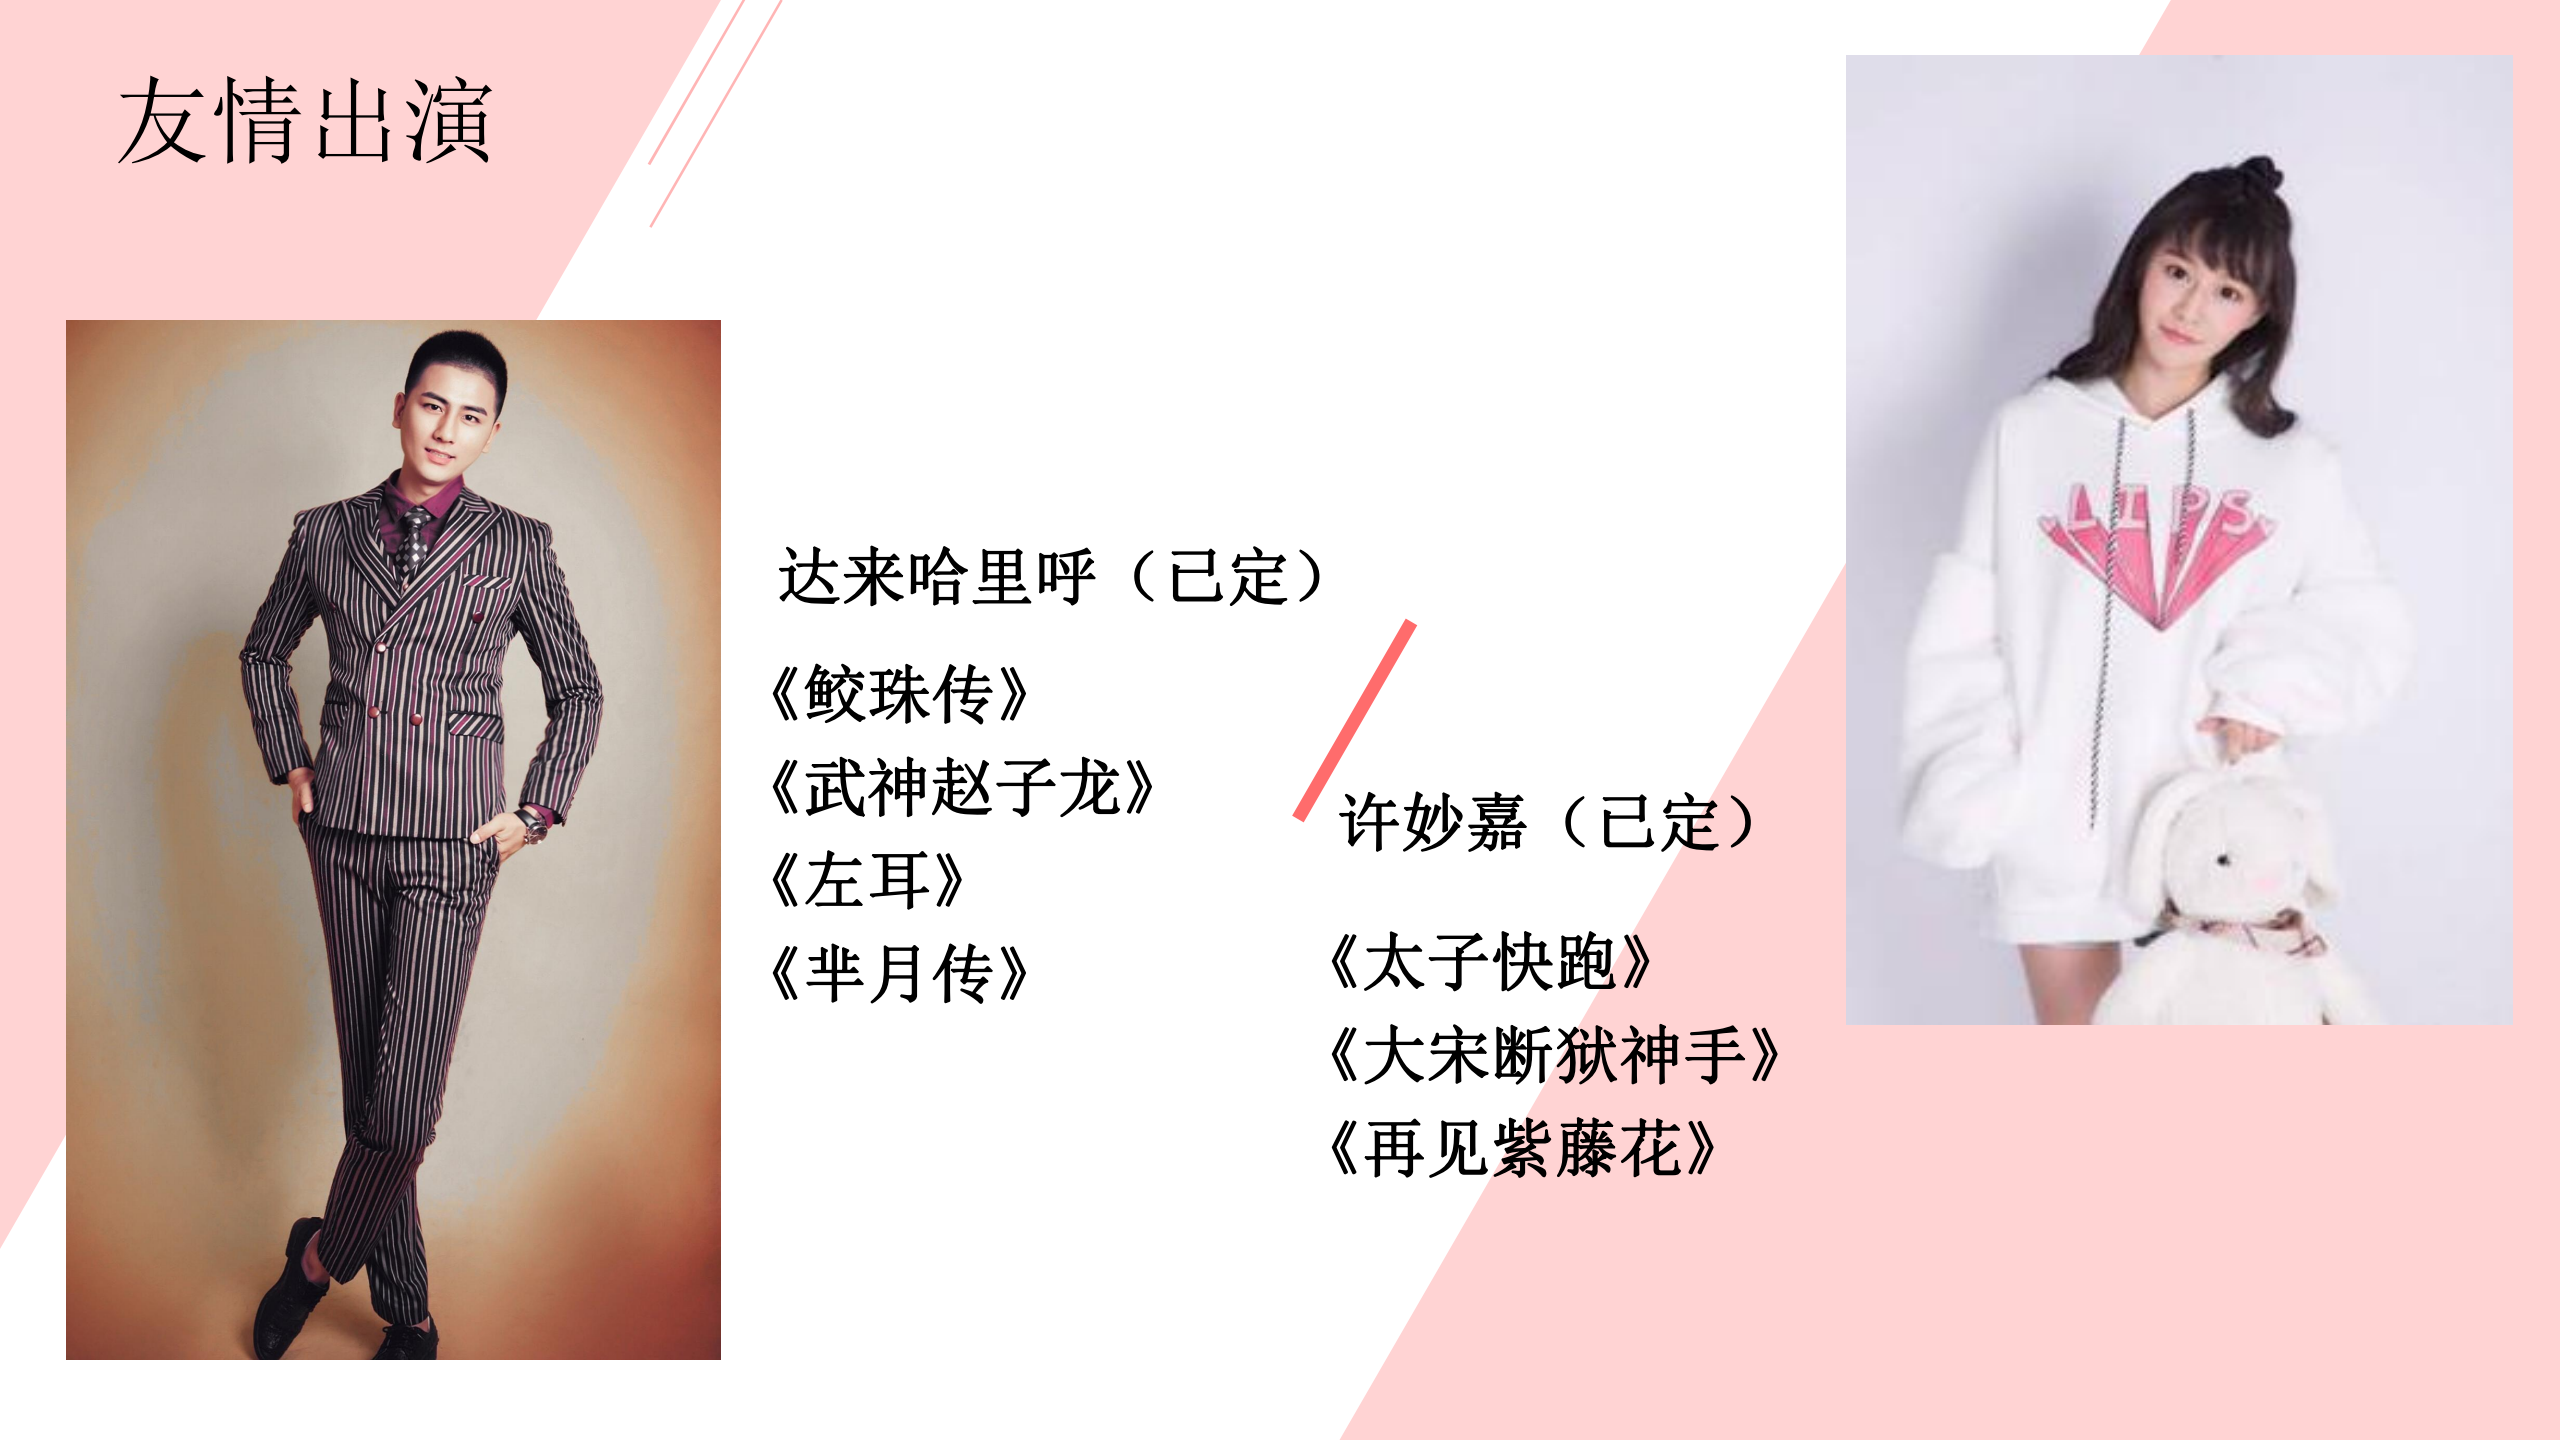 友情出演
达来哈里呼（已定）
《鲛珠传》
《武神赵子龙》
《左耳》
《芈月传》
许妙嘉（已定）
《太子快跑》
《大宋断狱神手》
《再见紫藤花》
LIPS